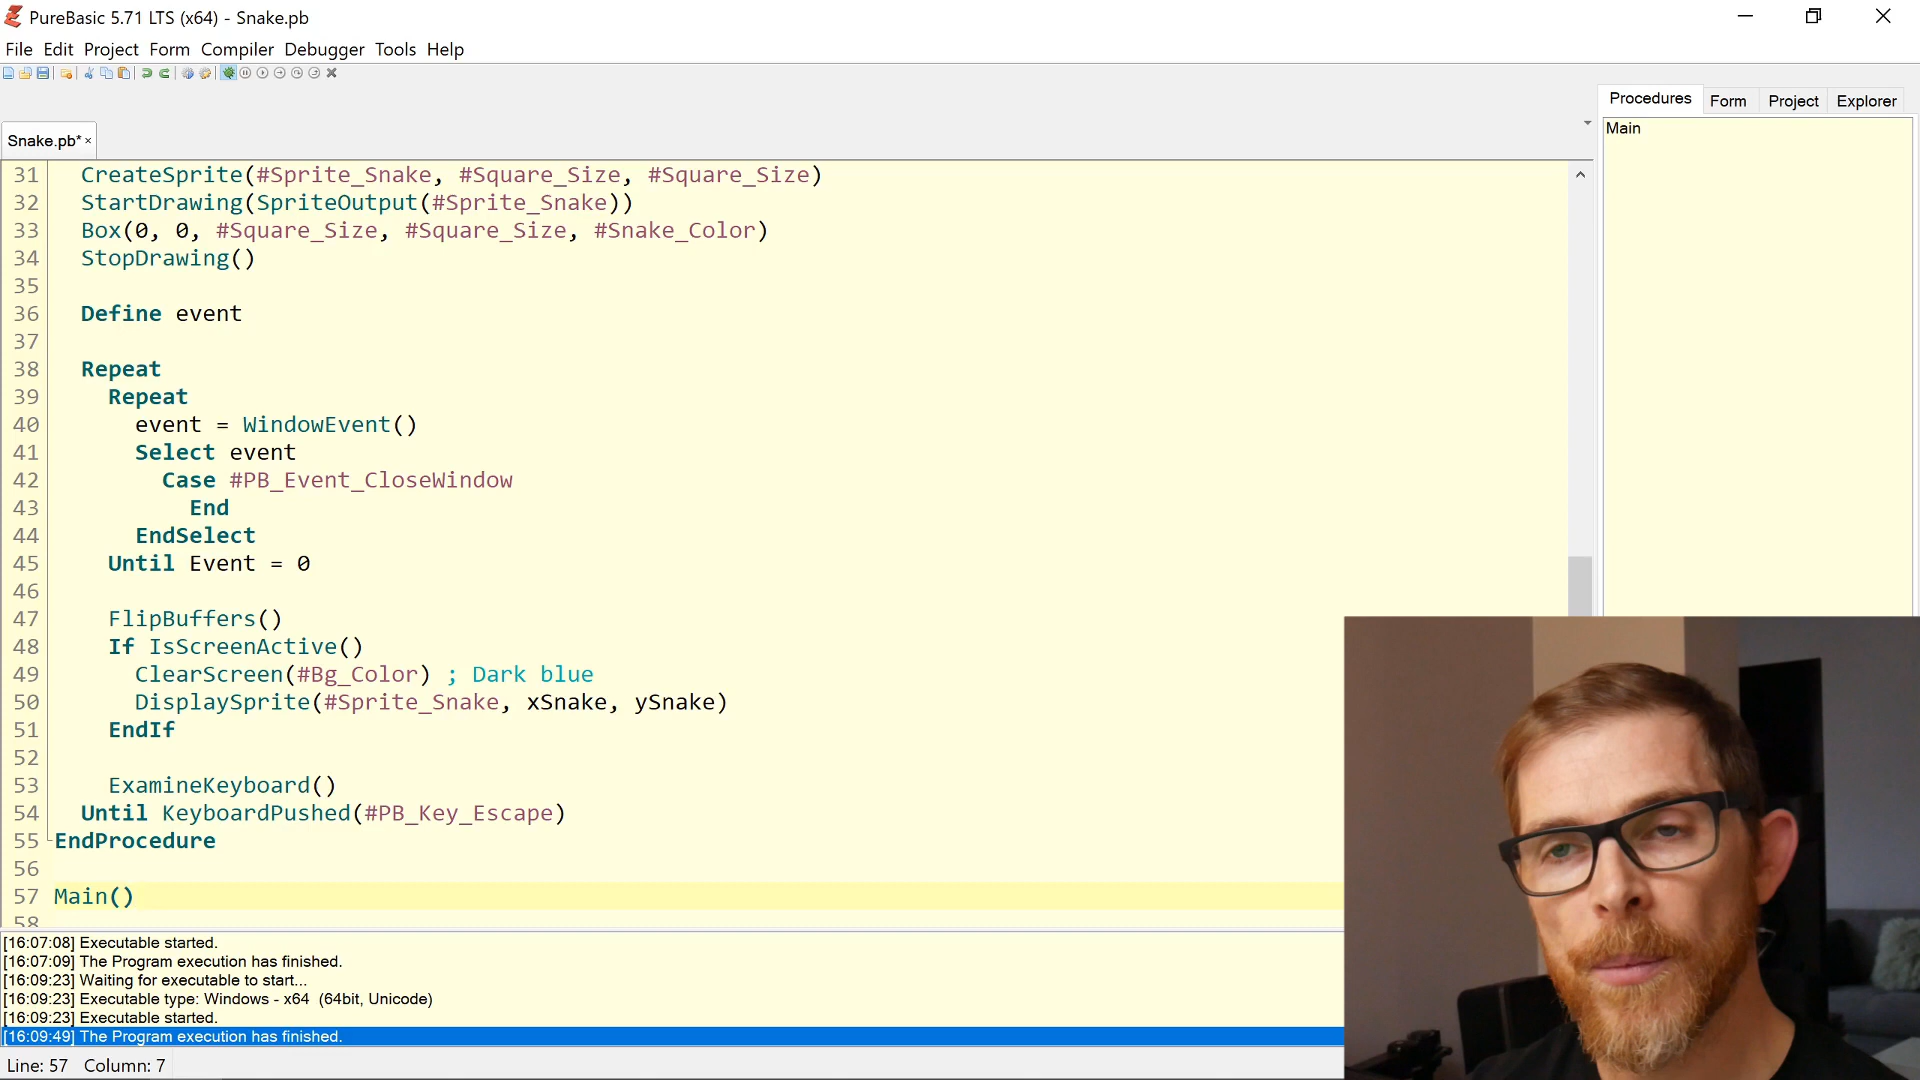 PureBasic 5.71 LTS (x64) - Snake.pb
File Edit Project Form Compiler Debugger Tools Help
Procedures Form Project Explorer
Snake.pb*
Main
31 CreateSprite(#Sprite_Snake, #Square_Size, #Square_Size)
32 StartDrawing(SpriteOutput(#Sprite_Snake))
33 Box(0, 0, #Square_Size, #Square_Size, #Snake_Color)
34 StopDrawing()
35
36 Define event
37
38 Repeat
39 Repeat
40 event = WindowEvent()
41 Select event
42 Case #PB_Event_CloseWindow
43 End
44 EndSelect
45 Until Event = 0
46
47 FlipBuffers()
48 If IsScreenActive()
49 ClearScreen(#Bg_Color) ; Dark blue
50 DisplaySprite(#Sprite_Snake, xSnake, ySnake)
51 EndIf
52
53 ExamineKeyboard()
54 Until KeyboardPushed(#PB_Key_Escape)
55 EndProcedure
56
57 Main()
58
[16:07:08] Executable started.
[16:07:09] The Program execution has finished.
[16:09:23] Waiting for executable to start...
[16:09:23] Executable type: Windows - x64 (64bit, Unicode)
[16:09:23] Executable started.
[16:09:49] The Program execution has finished.
Line: 57 Column: 7